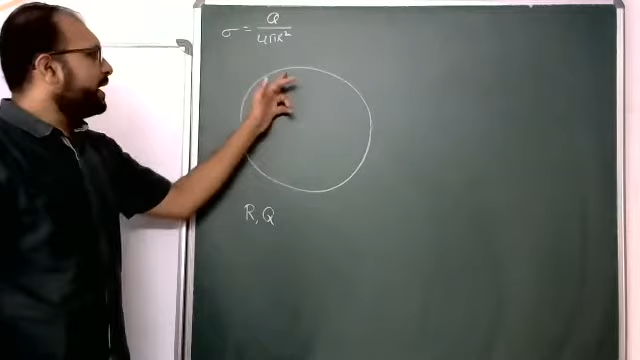 σ = Q / 4πR²
R, Q